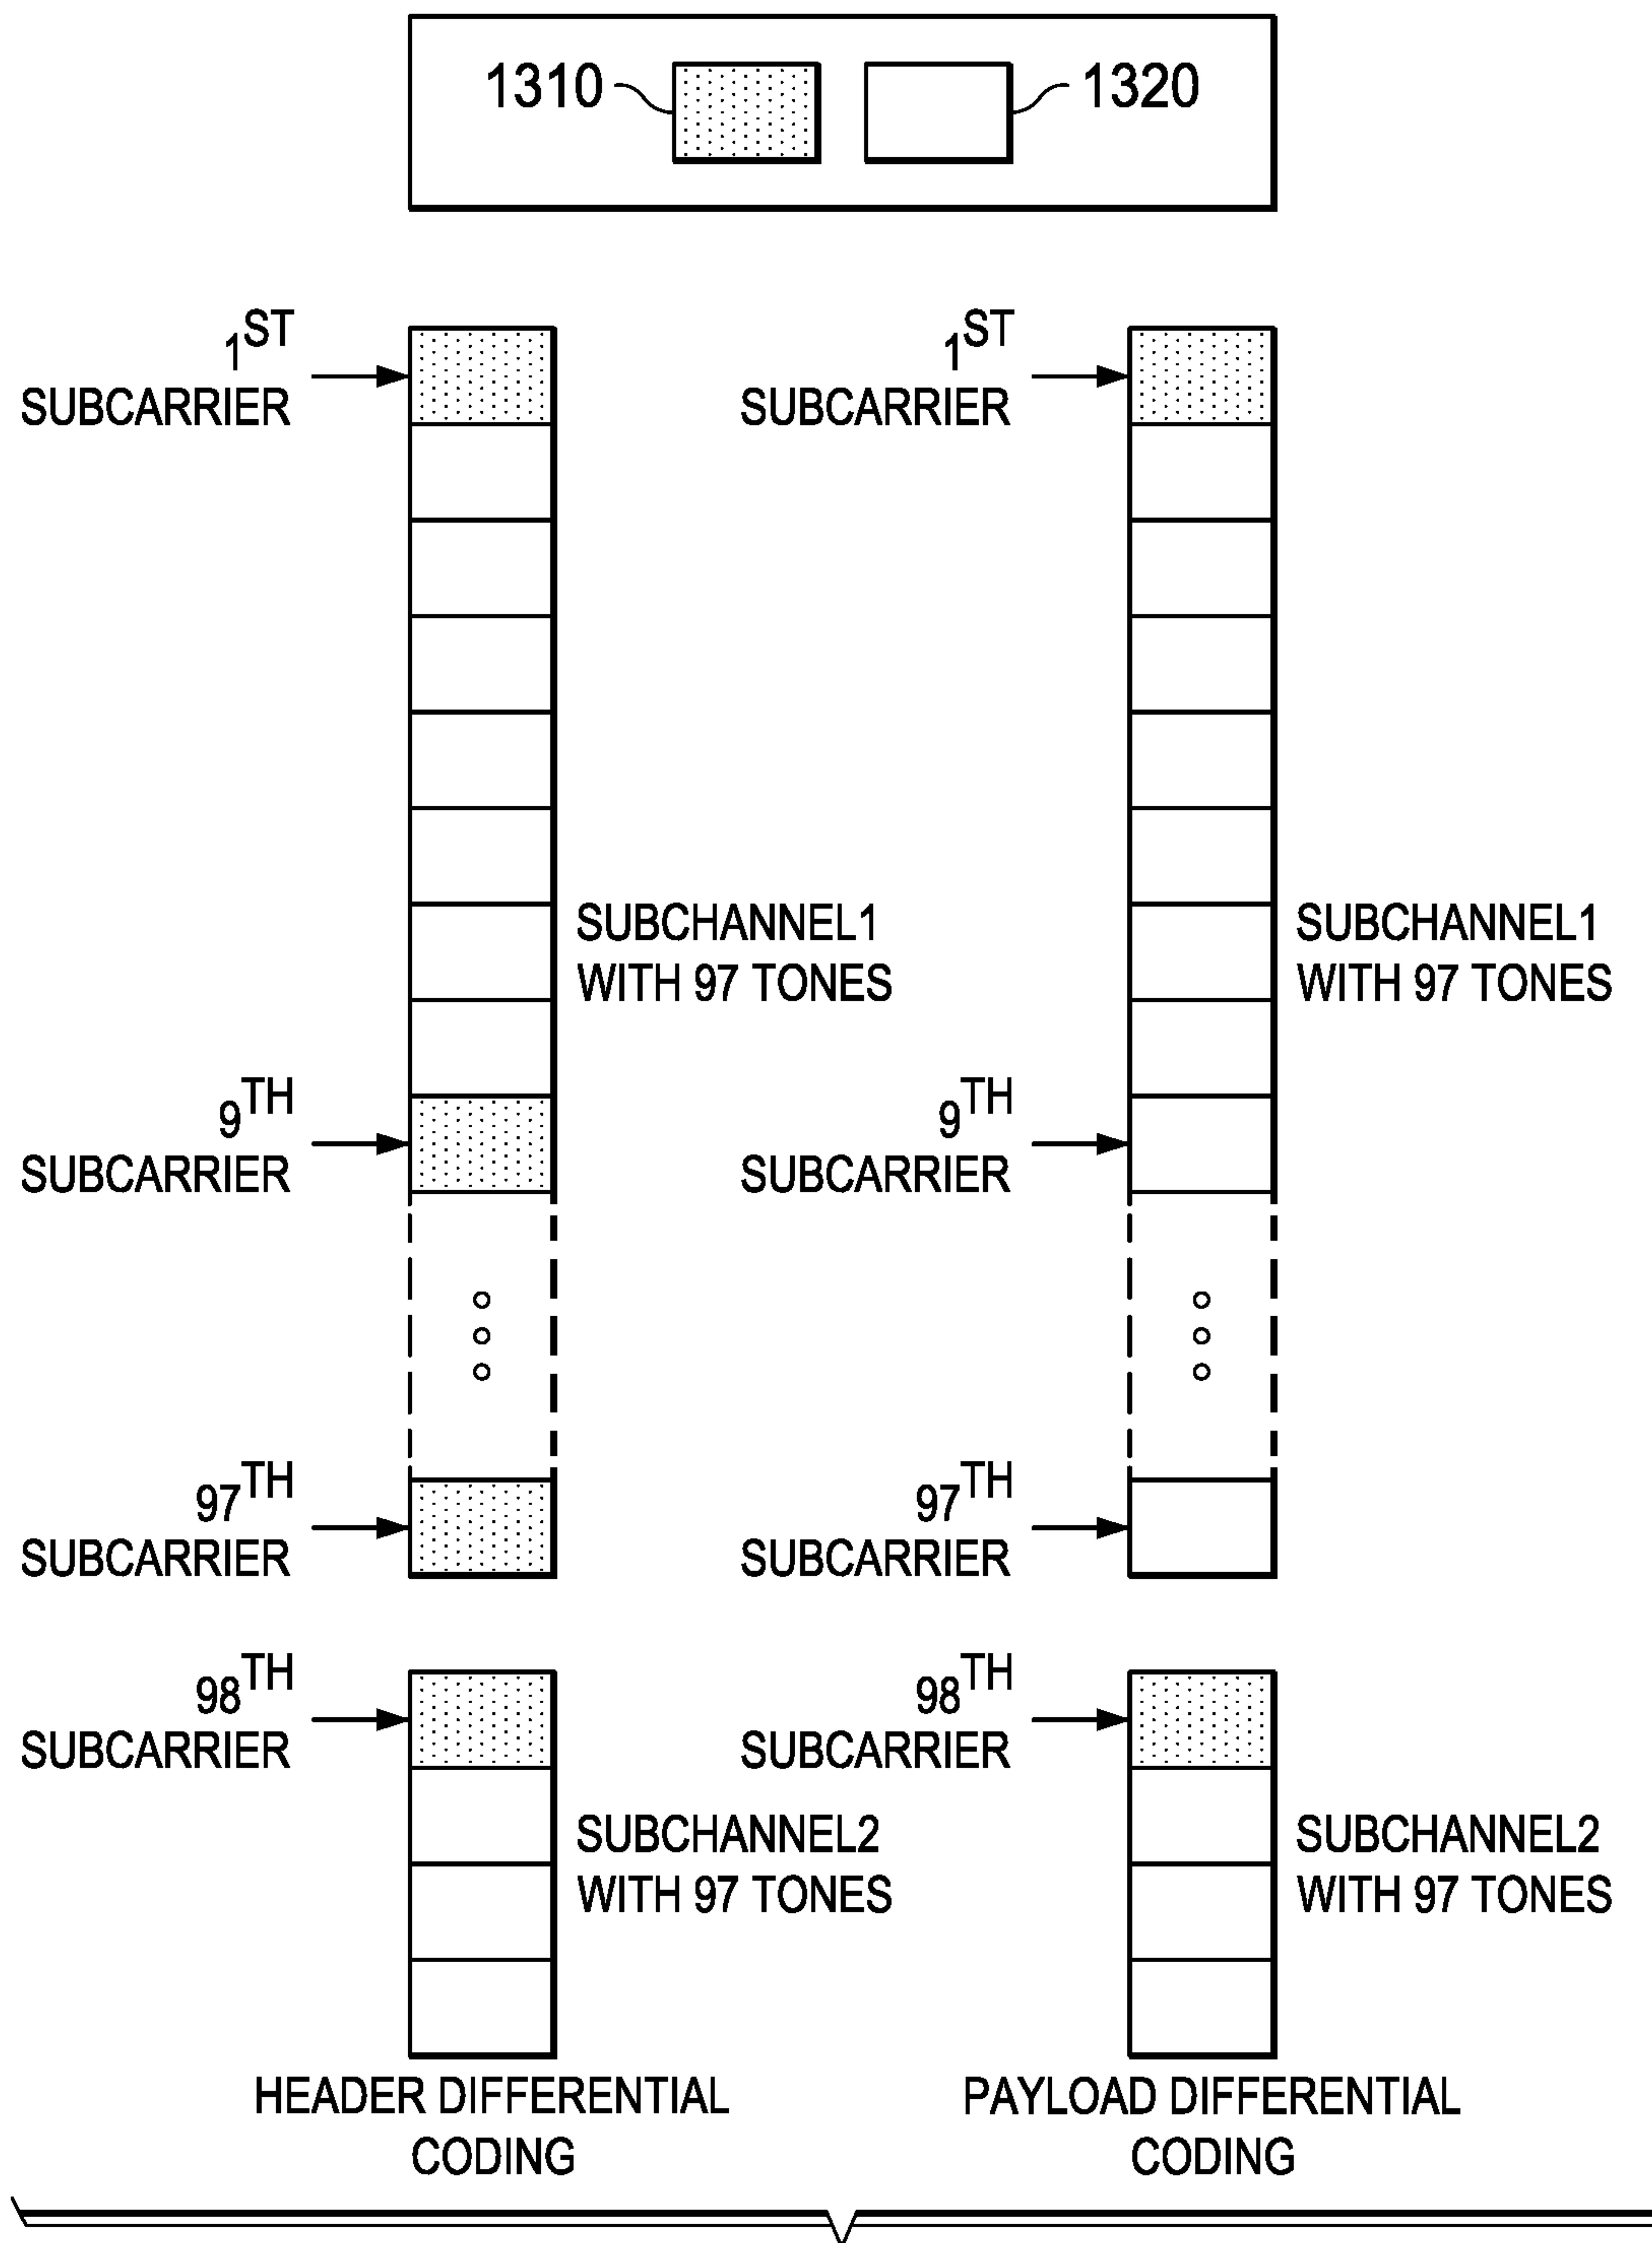 1310 1320
1ST SUBCARRIER
1ST SUBCARRIER
SUBCHANNEL1
WITH 97 TONES
SUBCHANNEL1
WITH 97 TONES
9TH SUBCARRIER
9TH SUBCARRIER
97TH SUBCARRIER
97TH SUBCARRIER
98TH SUBCARRIER
98TH SUBCARRIER
SUBCHANNEL2
WITH 97 TONES
SUBCHANNEL2
WITH 97 TONES
HEADER DIFFERENTIAL
CODING
PAYLOAD DIFFERENTIAL
CODING